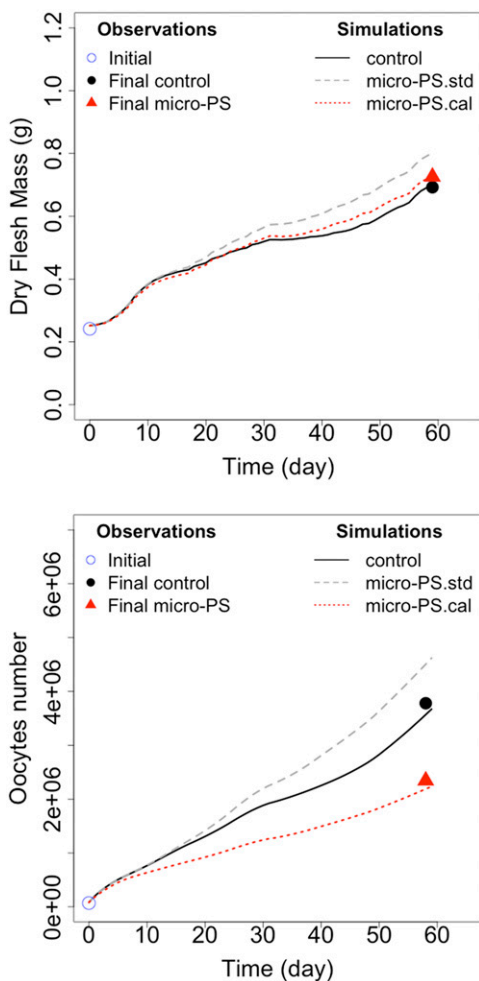 Observations Simulations
Initial control
Final control micro-PS.std
Final micro-PS micro-PS.cal
1.2
1.0
0.8
0.6
0.4
0.2
0.0
Dry Flesh Mass (g)
0 10 20 30 40 50 60
Time (day)
Observations Simulations
Initial control
Final control micro-PS.std
Final micro-PS micro-PS.cal
6e+06
4e+06
2e+06
0e+00
Oocytes number
0 10 20 30 40 50 60
Time (day)